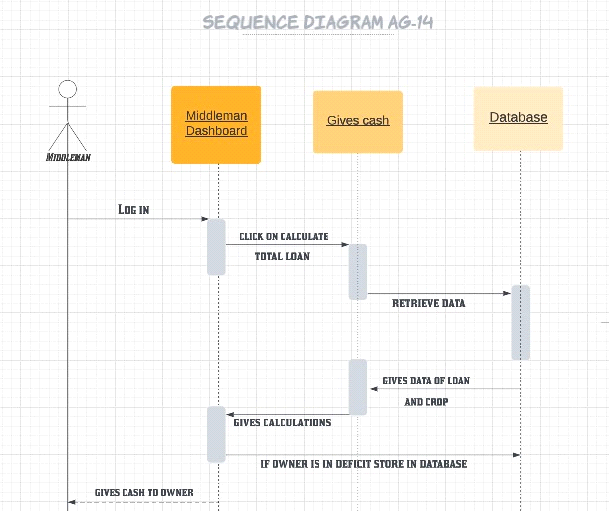 SEQUENCE DIAGRAM AG-14
Middleman
Dashboard
Gives cash
Database
MIDDLEMAN
LOG IN
CLICK ON CALCULATE
TOTAL LOAN
RETRIEVE DATA
GIVES DATA OF LOAN
AND CROP
GIVES CALCULATIONS
IF OWNER IS IN DEFICIT STORE IN DATABASE
GIVES CASH TO OWNER